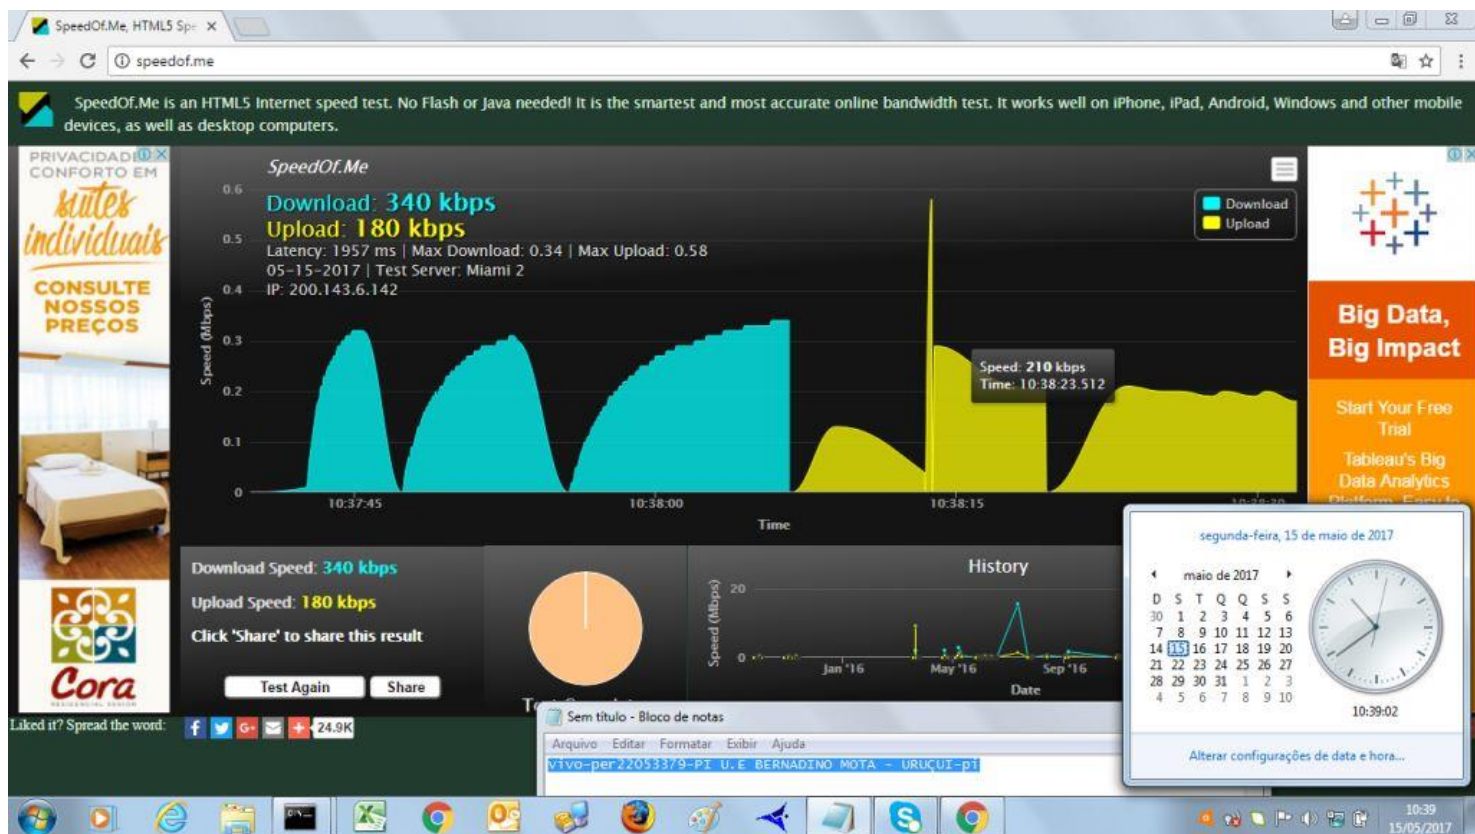 SpeedOf.Me, HTML5 Spe
speedof.me
SpeedOf.Me is an HTML5 Internet speed test. No Flash or Java needed! It is the smartest and most accurate online bandwidth test. It works well on iPhone, iPad, Android, Windows and other mobile
devices, as well as desktop computers.
PRIVACIDADE
CONFORTO EM
suítes
individuais
CONSULTE
NOSSOS
PREÇOS
Cora
RESIDENCIAL SENIOR
SpeedOf.Me
Download: 340 kbps
Upload: 180 kbps
Latency: 1957 ms | Max Download: 0.34 | Max Upload: 0.58
05-15-2017 | Test Server: Miami 2
IP: 200.143.6.142
Download
Upload
Speed (Mbps)
0.6
0.5
0.4
0.3
0.2
0.1
0
Speed: 210 kbps
Time: 10:38:23.512
10:37:45
10:38:00
10:38:15
10:38:30
Time
Big Data,
Big Impact
Start Your Free
Trial
Tableau's Big
Data Analytics
Platform. Easy to
Download Speed: 340 kbps
Upload Speed: 180 kbps
Click 'Share' to share this result
Test Again
Share
History
Speed (Mbps)
20
0
Jan '16
May '16
Sep '16
Date
Liked it? Spread the word:
24.9K
Sem título - Bloco de notas
Arquivo Editar Formatar Exibir Ajuda
vivo-per22053379-PI U.E BERNADINO MOTA - URUÇUI-pi
segunda-feira, 15 de maio de 2017
maio de 2017
D S T Q Q S S
30 1 2 3 4 5 6
7 8 9 10 11 12 13
14 15 16 17 18 19 20
21 22 23 24 25 26 27
28 29 30 31 1 2 3
4 5 6 7 8 9 10
10:39:02
Alterar configurações de data e hora...
10:39
15/05/2017